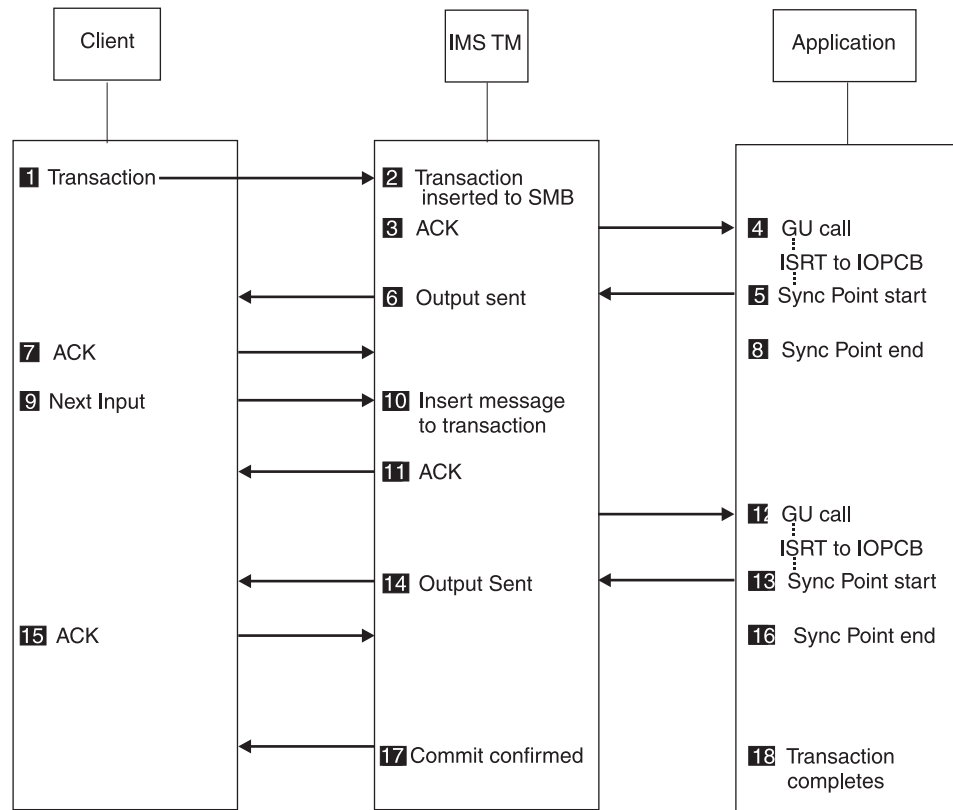 Client
IMS TM
Application
1 Transaction
2 Transaction
inserted to SMB
3 ACK
4 GU call
ISRT to IOPCB
5 Sync Point start
6 Output sent
7 ACK
8 Sync Point end
9 Next Input
10 Insert message
to transaction
11 ACK
12 GU call
ISRT to IOPCB
13 Sync Point start
14 Output Sent
15 ACK
16 Sync Point end
17 Commit confirmed
18 Transaction
completes